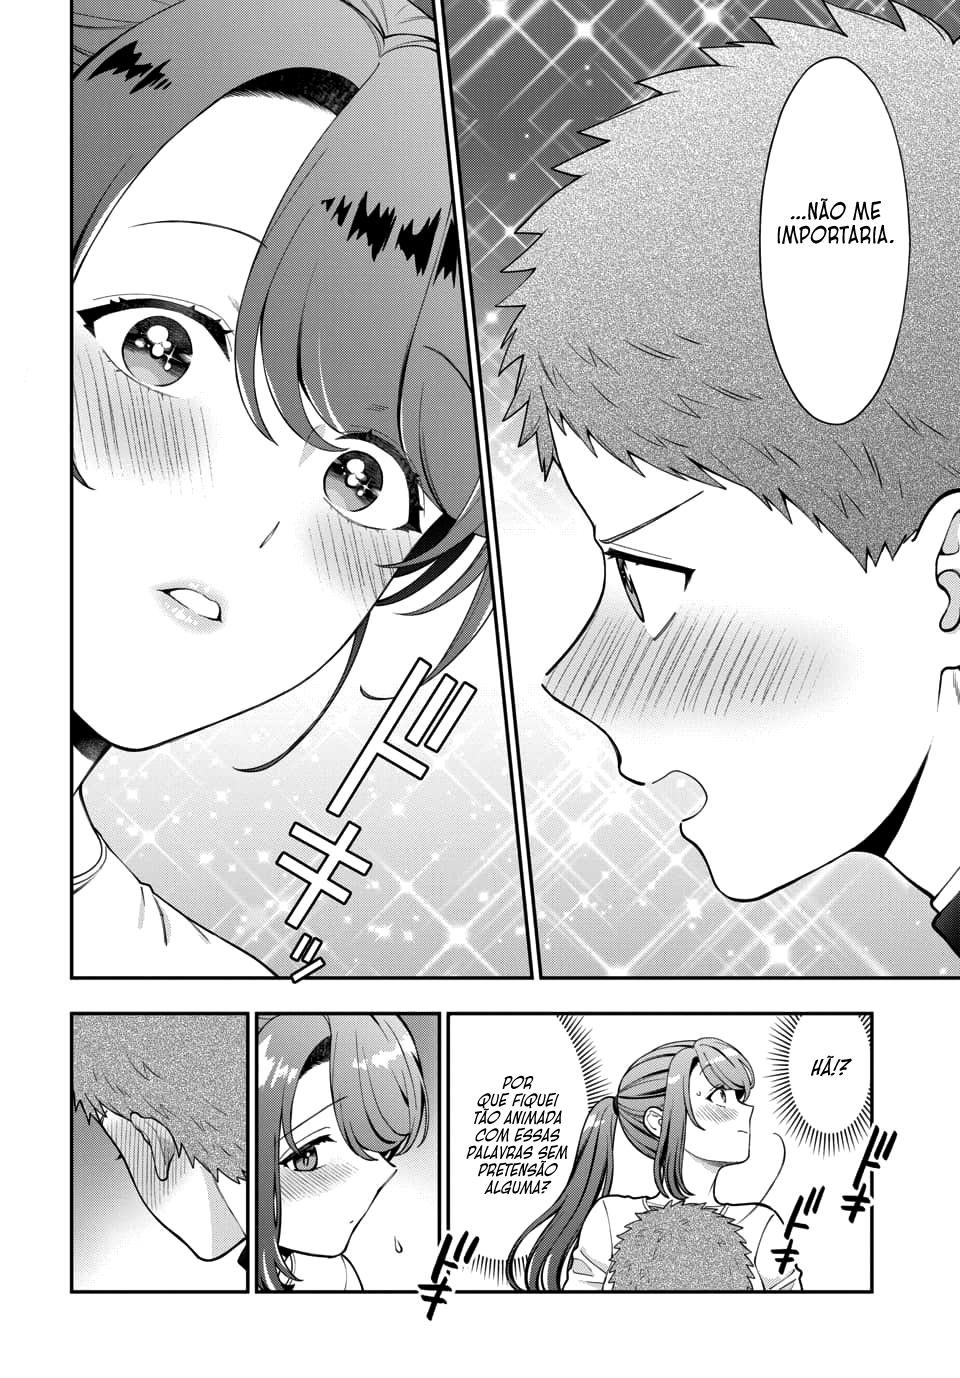 ...NÃO ME
IMPORTARIA.
ドキッ
HÃ!?
ドキ
ドキ
POR
QUE FIQUEI
TÃO ANIMADA
COM ESSAS
PALAVRAS SEM
PRETENSÃO
ALGUMA?
ドキ